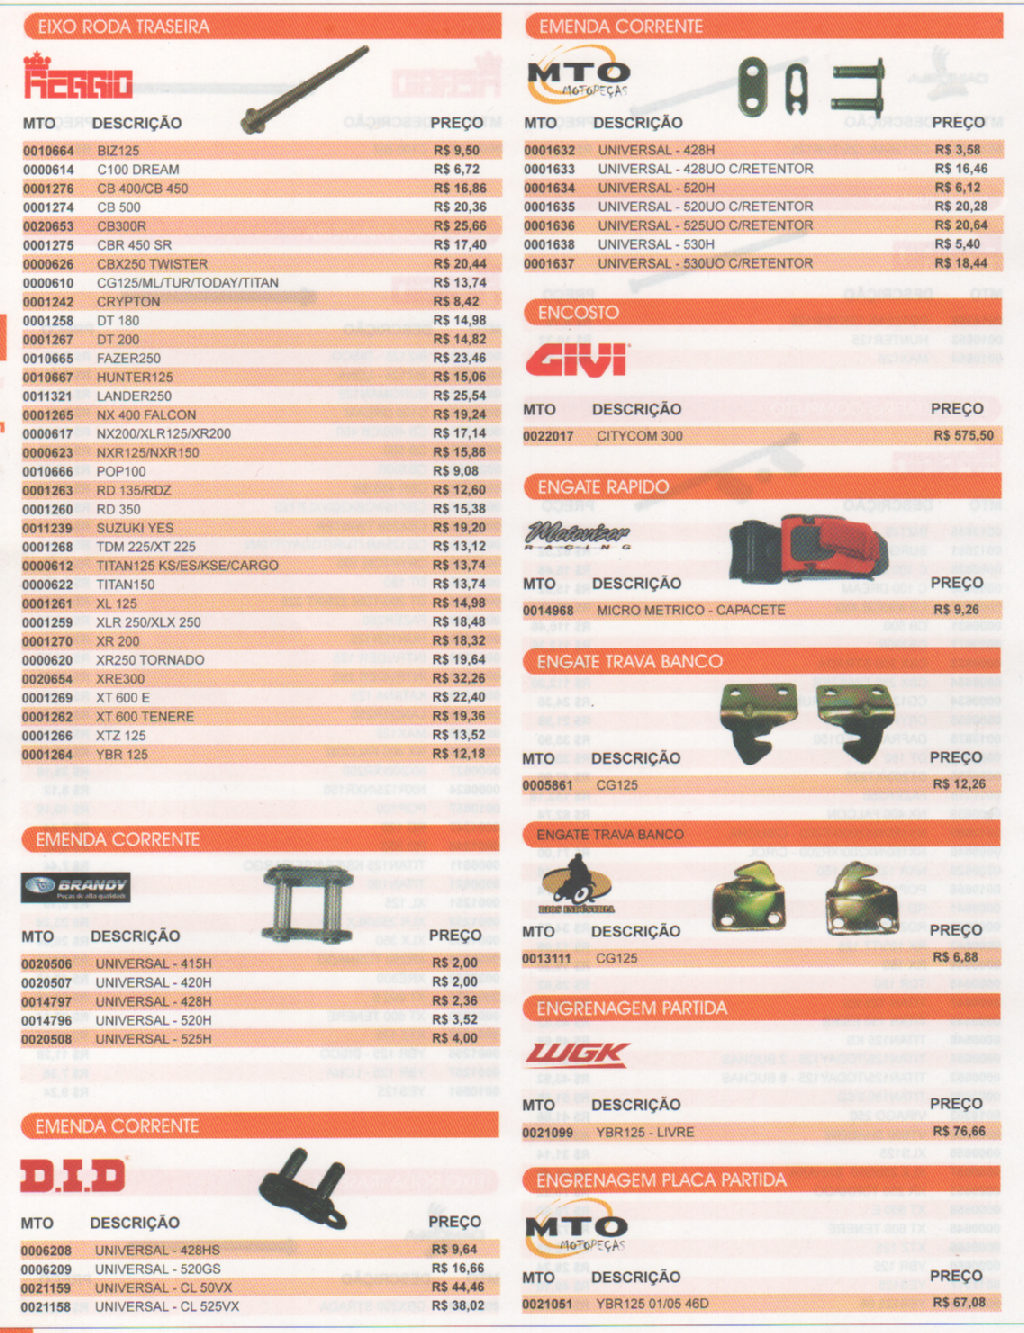 EIXO RODA TRASEIRA
REGGIO
MTO DESCRIÇÃO PREÇO
0010664 BIZ125 R$ 9,50
0000614 C100 DREAM R$ 6,72
0001276 CB 400/CB 450 R$ 16,86
0001274 CB 500 R$ 20,36
0020653 CB300R R$ 25,66
0001275 CBR 450 SR R$ 17,40
0000626 CBX250 TWISTER R$ 20,44
0000610 CG125/ML/TUR/TODAY/TITAN R$ 13,74
0001242 CRYPTON R$ 8,42
0001258 DT 180 R$ 14,98
0001267 DT 200 R$ 14,82
0010665 FAZER250 R$ 23,46
0010667 HUNTER125 R$ 15,06
0011321 LANDER250 R$ 25,54
0001265 NX 400 FALCON R$ 19,24
0000617 NX200/XLR125/XR200 R$ 17,14
0000623 NXR125/NXR150 R$ 15,86
0010666 POP100 R$ 9,08
0001263 RD 135/RDZ R$ 12,60
0001260 RD 350 R$ 15,38
0011239 SUZUKI YES R$ 19,20
0001268 TDM 225/XT 225 R$ 13,12
0000612 TITAN125 KS/ES/KSE/CARGO R$ 13,74
0000622 TITAN150 R$ 13,74
0001261 XL 125 R$ 14,98
0001259 XLR 250/XLX 250 R$ 18,48
0001270 XR 200 R$ 18,32
0000620 XR250 TORNADO R$ 19,64
0020654 XRE300 R$ 32,26
0001269 XT 600 E R$ 22,40
0001262 XT 600 TENERE R$ 19,36
0001266 XTZ 125 R$ 13,52
0001264 YBR 125 R$ 12,18
EMENDA CORRENTE
BRANDY
Peças de alta qualidade
MTO DESCRIÇÃO PREÇO
0020506 UNIVERSAL - 415H R$ 2,00
0020507 UNIVERSAL - 420H R$ 2,00
0014797 UNIVERSAL - 428H R$ 2,36
0014796 UNIVERSAL - 520H R$ 3,52
0020508 UNIVERSAL - 525H R$ 4,00
EMENDA CORRENTE
D.I.D
MTO DESCRIÇÃO PREÇO
0006208 UNIVERSAL - 428HS R$ 9,64
0006209 UNIVERSAL - 520GS R$ 16,66
0021159 UNIVERSAL - CL 50VX R$ 44,46
0021158 UNIVERSAL - CL 525VX R$ 38,02
EMENDA CORRENTE
MTO
MOTOPEÇAS
MTO DESCRIÇÃO PREÇO
0001632 UNIVERSAL - 428H R$ 3,58
0001633 UNIVERSAL - 428UO C/RETENTOR R$ 16,46
0001634 UNIVERSAL - 520H R$ 6,12
0001635 UNIVERSAL - 520UO C/RETENTOR R$ 20,28
0001636 UNIVERSAL - 525UO C/RETENTOR R$ 20,64
0001638 UNIVERSAL - 530H R$ 5,40
0001637 UNIVERSAL - 530UO C/RETENTOR R$ 18,44
ENCOSTO
GIVI
MTO DESCRIÇÃO PREÇO
0022017 CITYCOM 300 R$ 575,50
ENGATE RAPIDO
Motovisor
RACING
MTO DESCRIÇÃO PREÇO
0014968 MICRO METRICO - CAPACETE R$ 9,26
ENGATE TRAVA BANCO
MTO DESCRIÇÃO PREÇO
0005861 CG125 R$ 12,26
ENGATE TRAVA BANCO
RIOS INDÚSTRIA
MTO DESCRIÇÃO PREÇO
0013111 CG125 R$ 6,88
ENGRENAGEM PARTIDA
WGK
MTO DESCRIÇÃO PREÇO
0021099 YBR125 - LIVRE R$ 76,66
ENGRENAGEM PLACA PARTIDA
MTO
MOTOPEÇAS
MTO DESCRIÇÃO PREÇO
0021051 YBR125 01/05 46D R$ 67,08